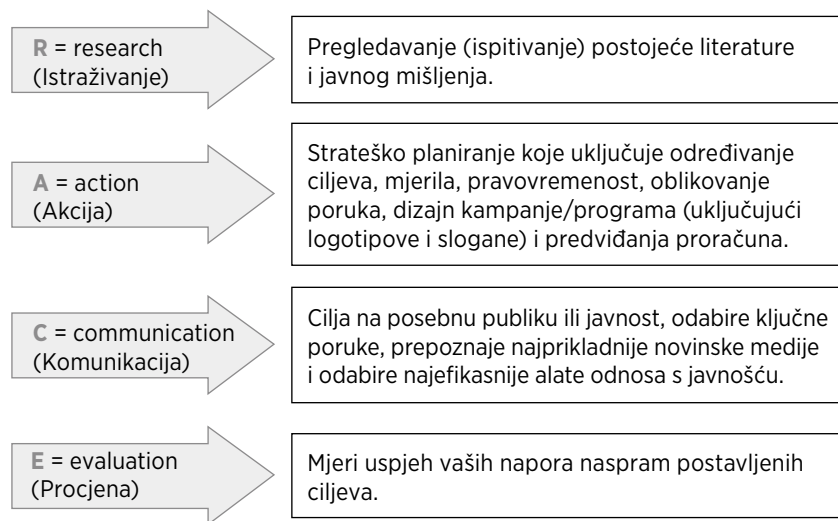 R = research
(Istraživanje)
Pregledavanje (ispitivanje) postojeće literature
i javnog mišljenja.
A = action
(Akcija)
Strateško planiranje koje uključuje određivanje
ciljeva, mjerila, pravovremenost, oblikovanje
poruka, dizajn kampanje/programa (uključujući
logotipove i slogane) i predviđanja proračuna.
C = communication
(Komunikacija)
Cilja na posebnu publiku ili javnost, odabire ključne
poruke, prepoznaje najprikladnije novinske medije
i odabire najefikasnije alate odnosa s javnošću.
E = evaluation
(Procjena)
Mjeri uspjeh vaših napora naspram postavljenih
ciljeva.